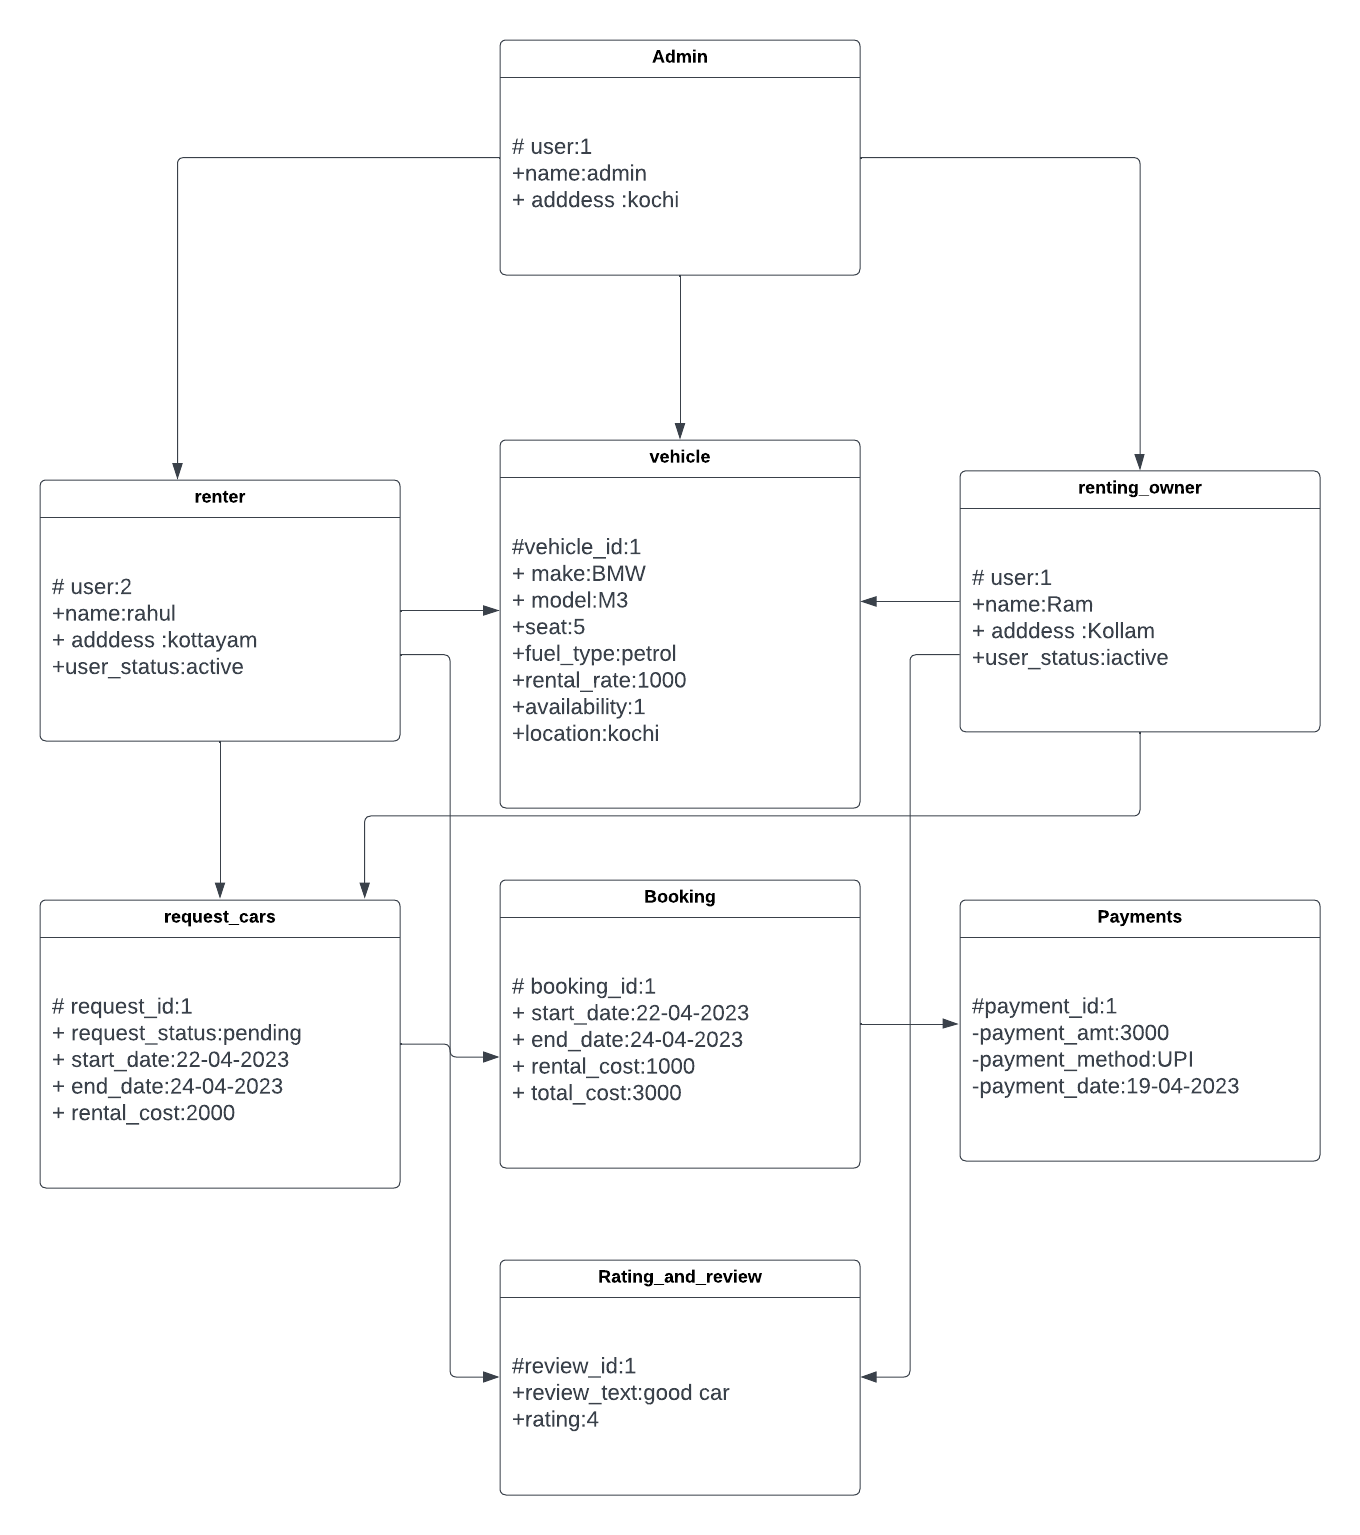 Admin
# user:1
+name:admin
+ adddess :kochi
renter
# user:2
+name:rahul
+ adddess :kottayam
+user_status:active
vehicle
#vehicle_id:1
+ make:BMW
+ model:M3
+seat:5
+fuel_type:petrol
+rental_rate:1000
+availability:1
+location:kochi
renting_owner
# user:1
+name:Ram
+ adddess :Kollam
+user_status:iactive
request_cars
# request_id:1
+ request_status:pending
+ start_date:22-04-2023
+ end_date:24-04-2023
+ rental_cost:2000
Booking
# booking_id:1
+ start_date:22-04-2023
+ end_date:24-04-2023
+ rental_cost:1000
+ total_cost:3000
Payments
#payment_id:1
-payment_amt:3000
-payment_method:UPI
-payment_date:19-04-2023
Rating_and_review
#review_id:1
+review_text:good car
+rating:4